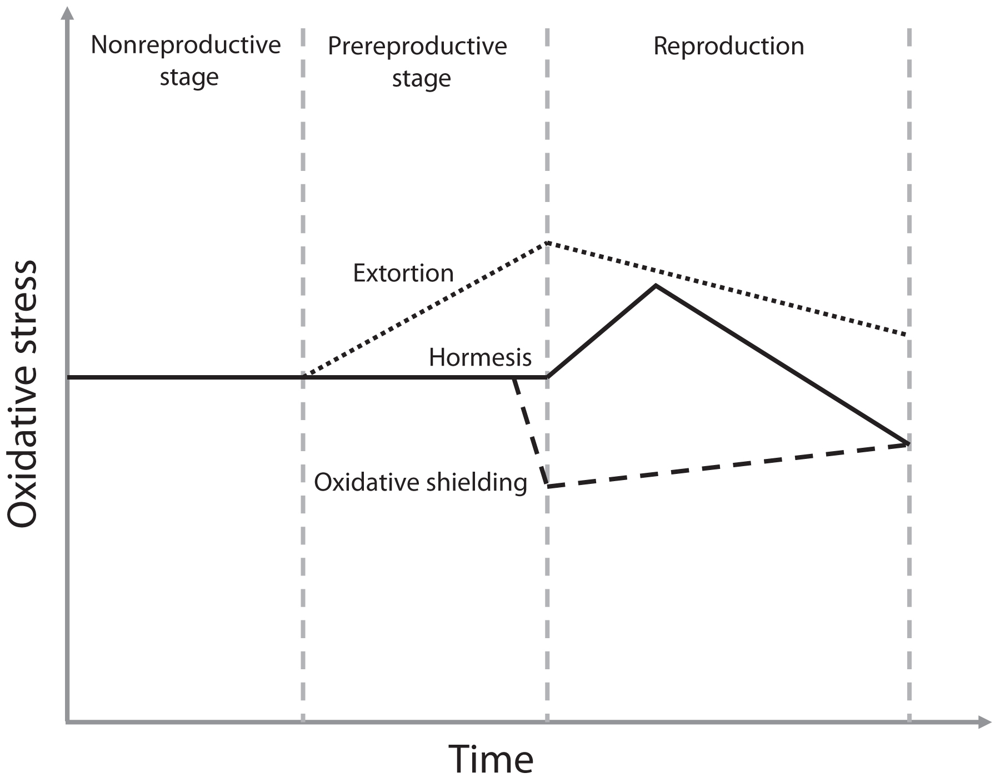 Nonreproductive
stage
Prereproductive
stage
Reproduction
Oxidative stress
Extortion
Hormesis
Oxidative shielding
Time